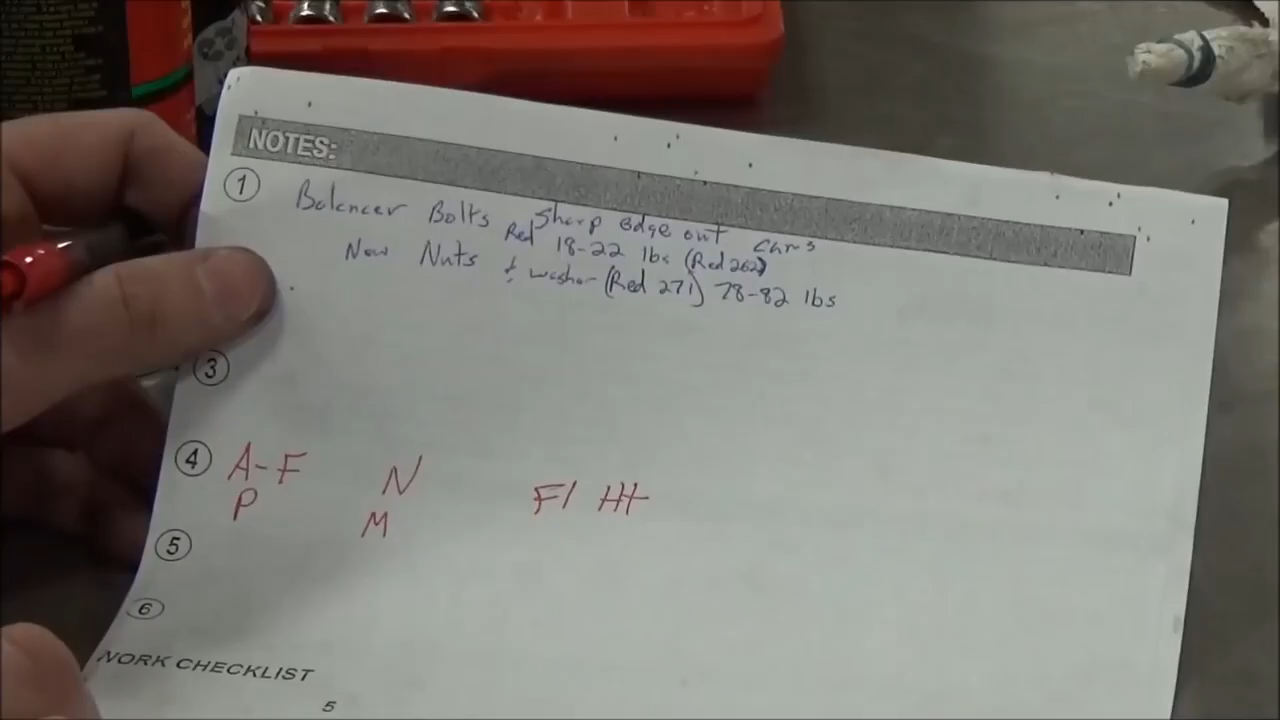 NOTES:
1 Balancer Bolts Sharp edge out Cams
Red 18-22 lbs (Red 262)
New Nuts & washer (Red 271) 78-82 lbs
3
4 A-F N Fl Ht
P M
5
6
WORK CHECKLIST
5